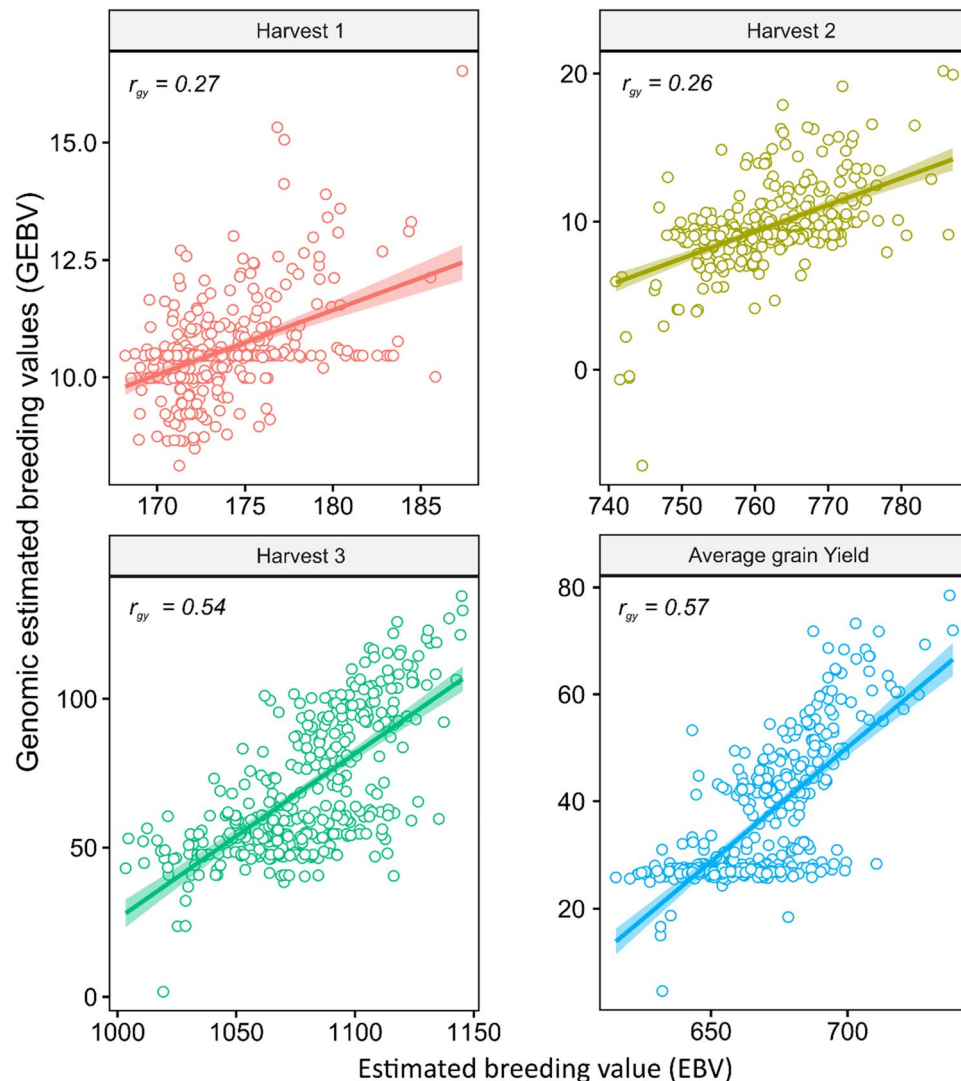 Harvest 1
Harvest 2
r_gy = 0.27
r_gy = 0.26
15.0
12.5
10.0
20
10
0
170 175 180 185
740 750 760 770 780
Harvest 3
Average grain Yield
r_gy = 0.54
r_gy = 0.57
100
50
0
80
60
40
20
1000 1050 1100 1150
650 700
Genomic estimated breeding values (GEBV)
Estimated breeding value (EBV)